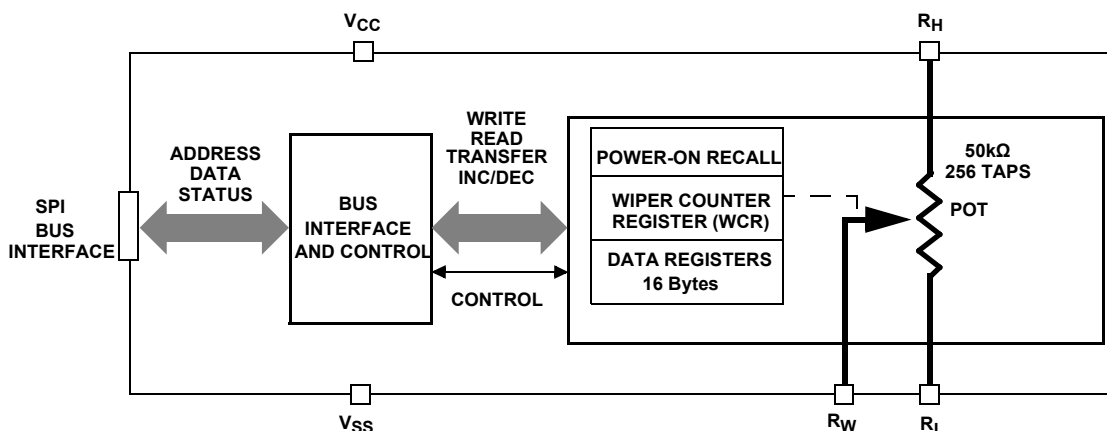 VCC
RH
WRITE
READ
TRANSFER
INC/DEC
ADDRESS
DATA
STATUS
SPI
BUS
INTERFACE
BUS
INTERFACE
AND CONTROL
CONTROL
POWER-ON RECALL
WIPER COUNTER
REGISTER (WCR)
DATA REGISTERS
16 Bytes
50kΩ
256 TAPS
POT
VSS
RW